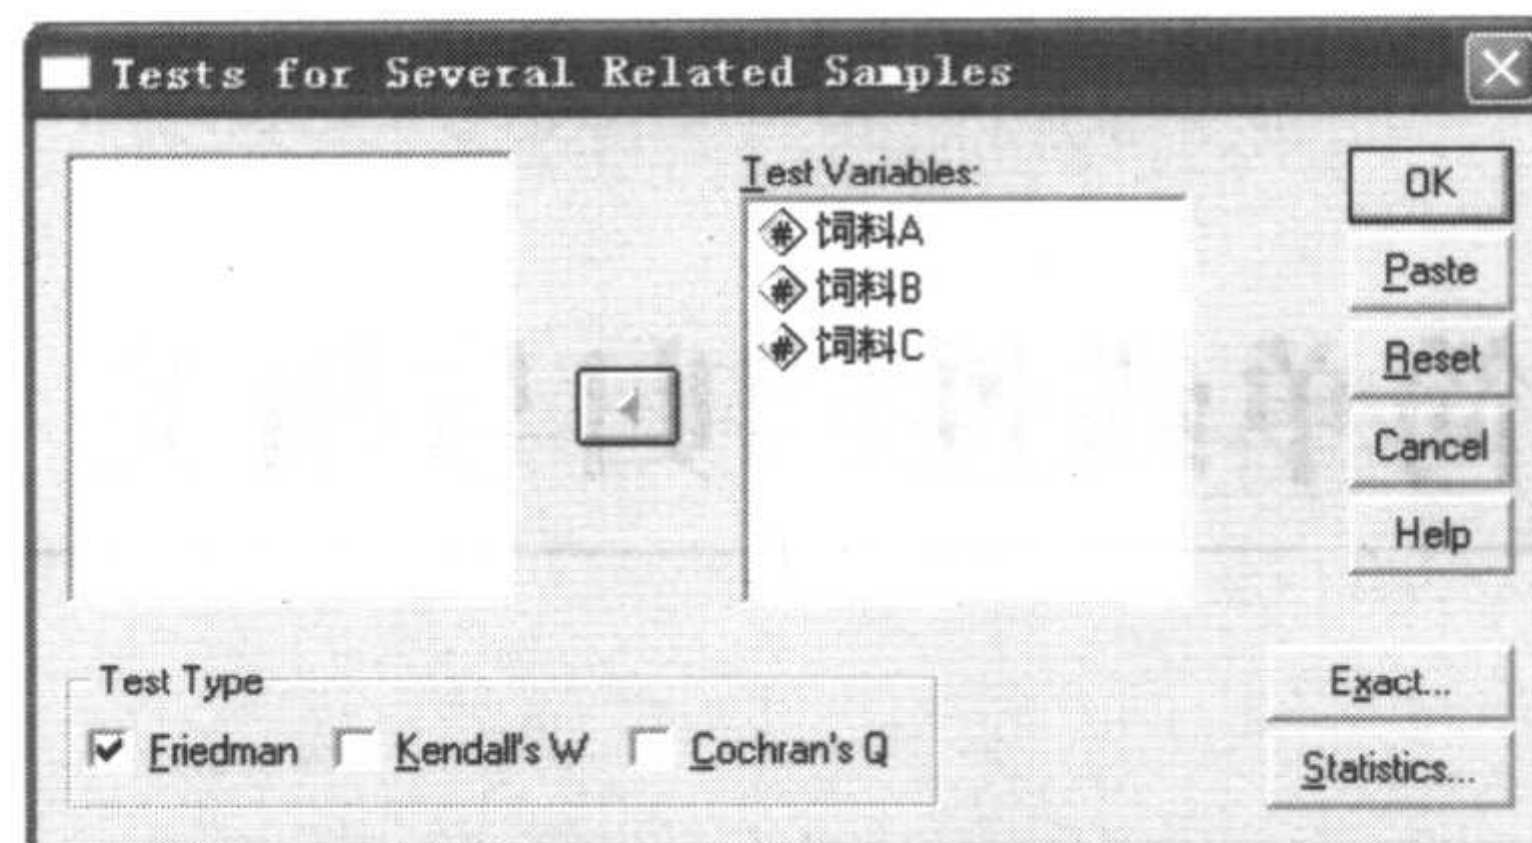 Tests for Several Related Samples
Test Variables:
饲料A
饲料B
饲料C
OK
Paste
Reset
Cancel
Help
Test Type
Friedman Kendall's W Cochran's Q
Exact...
Statistics...